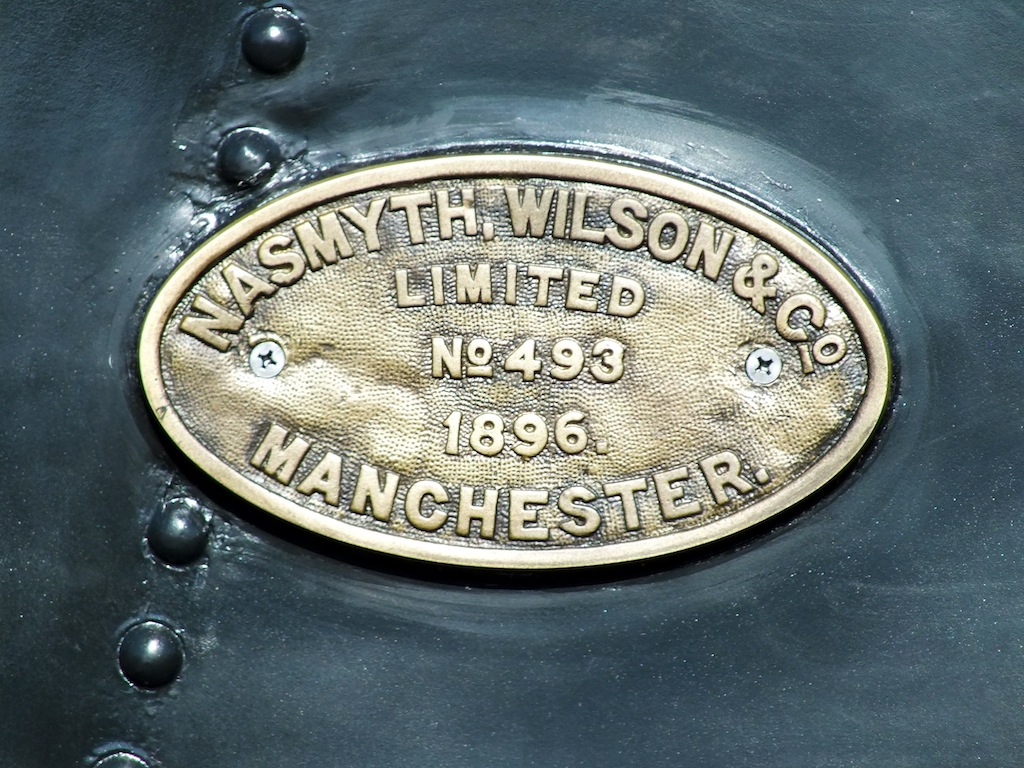 NASMYTH, WILSON & Co
LIMITED
No 493
1896.
MANCHESTER.